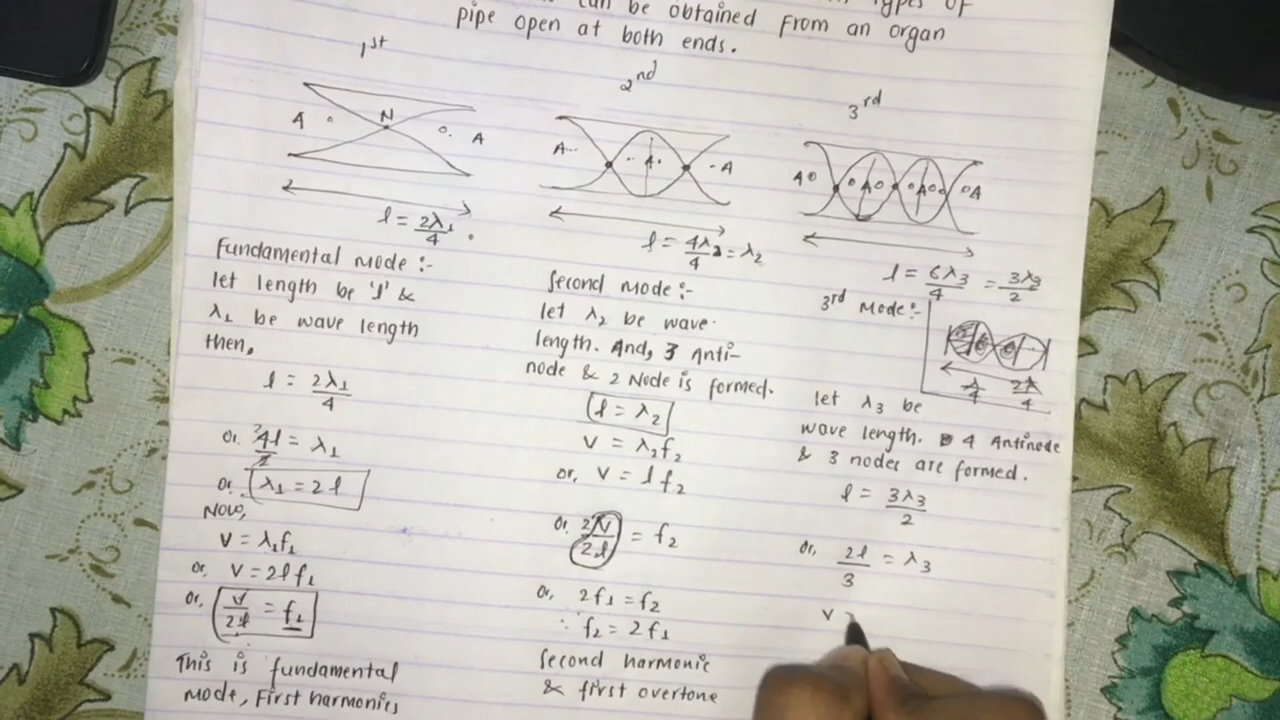 can be obtained from an organ
pipe open at both ends.
1st
A N A
l = 2λ1/4
Fundamental mode :-
let length be 'l' &
λ1 be wave length
then,
l = 2λ1/4
or, 4l/2 = λ1
or, λ1 = 2l
Now,
v = λ1f1
or, v = 2lf1
or, v/2l = f1
This is fundamental
mode, First harmonics
2nd
A A A
l = 4λ2/4 = λ2
Second mode :-
let λ2 be wave
length. And, 3 Anti-
node & 2 Node is formed.
l = λ2
v = λ2f2
or, v = lf2
or, 2v/2l = f2
or, 2f1 = f2
∴ f2 = 2f1
Second harmonic
& first overtone
3rd
A A A A
l = 6λ3/4 = 3λ3/2
3rd Mode :-
λ/4 2λ/4
let λ3 be
wave length. 4 Antinode
& 3 nodes are formed.
l = 3λ3/2
or, 2l/3 = λ3
v